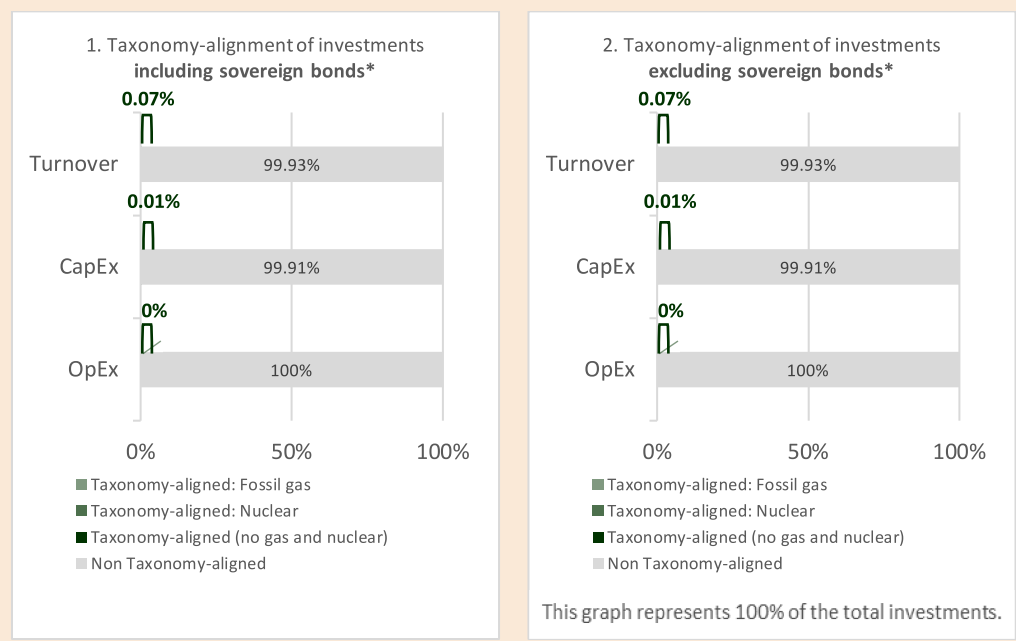 1. Taxonomy-alignment of investments
including sovereign bonds*
0.07%
Turnover
99.93%
0.01%
CapEx
99.91%
0%
OpEx
100%
0% 50% 100%
Taxonomy-aligned: Fossil gas
Taxonomy-aligned: Nuclear
Taxonomy-aligned (no gas and nuclear)
Non Taxonomy-aligned
2. Taxonomy-alignment of investments
excluding sovereign bonds*
0.07%
Turnover
99.93%
0.01%
CapEx
99.91%
0%
OpEx
100%
0% 50% 100%
Taxonomy-aligned: Fossil gas
Taxonomy-aligned: Nuclear
Taxonomy-aligned (no gas and nuclear)
Non Taxonomy-aligned
This graph represents 100% of the total investments.